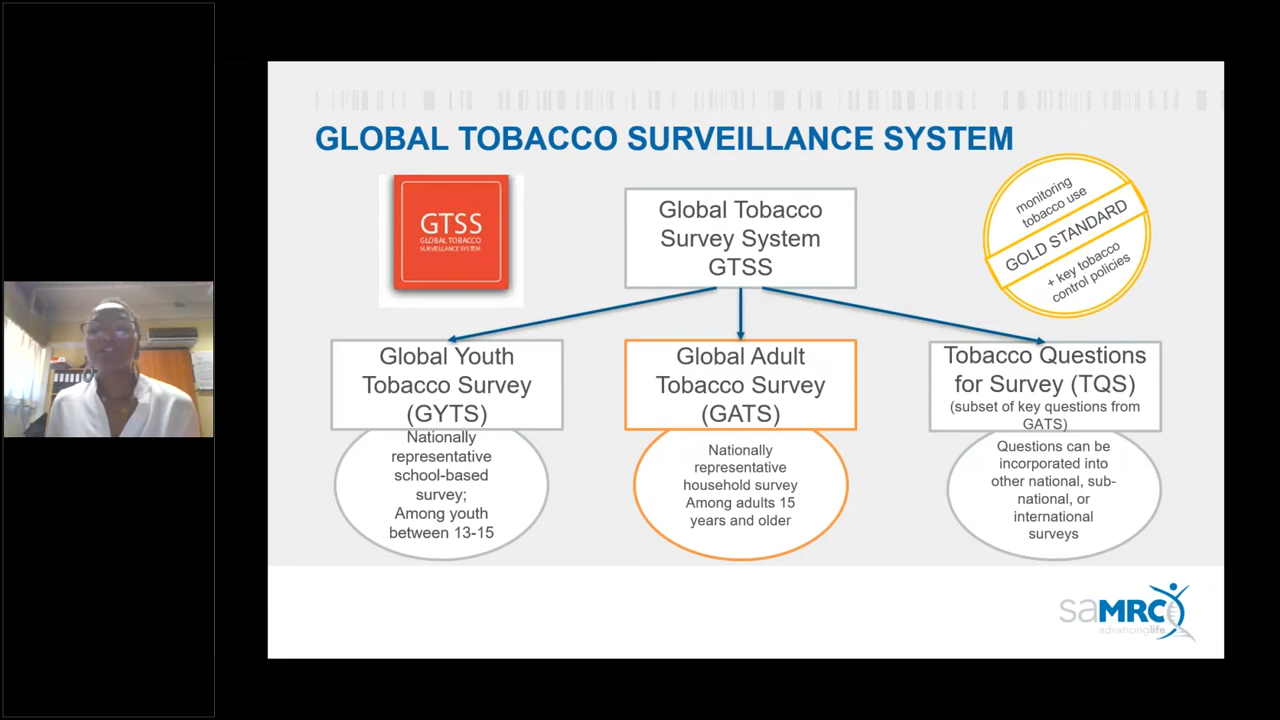 GLOBAL TOBACCO SURVEILLANCE SYSTEM
GTSS
GLOBAL TOBACCO
SURVEILLANCE SYSTEM
Global Tobacco
Survey System
GTSS
monitoring
tobacco use
GOLD STANDARD
+ key tobacco
control policies
Global Youth
Tobacco Survey
(GYTS)
Nationally
representative
school-based
survey;
Among youth
between 13-15
Global Adult
Tobacco Survey
(GATS)
Nationally
representative
household survey
Among adults 15
years and older
Tobacco Questions
for Survey (TQS)
(subset of key questions from
GATS)
Questions can be
incorporated into
other national, sub-
national, or
international
surveys
saMRC
advancinglife